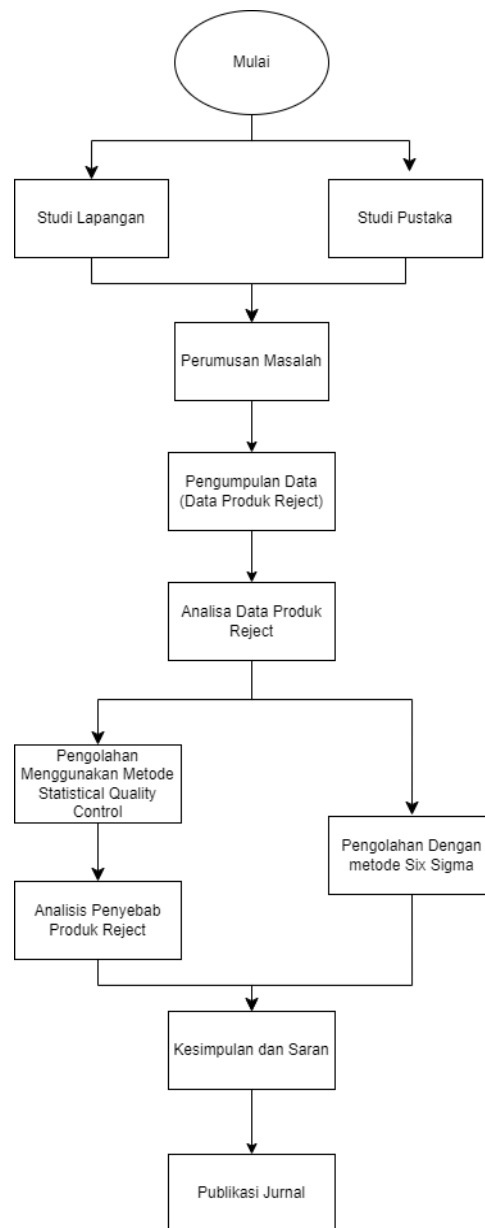 Mulai
Studi Lapangan
Studi Pustaka
Perumusan Masalah
Pengumpulan Data
(Data Produk Reject)
Analisa Data Produk
Reject
Pengolahan
Menggunakan Metode
Statistical Quality
Control
Pengolahan Dengan
metode Six Sigma
Analisis Penyebab
Produk Reject
Kesimpulan dan Saran
Publikasi Jurnal